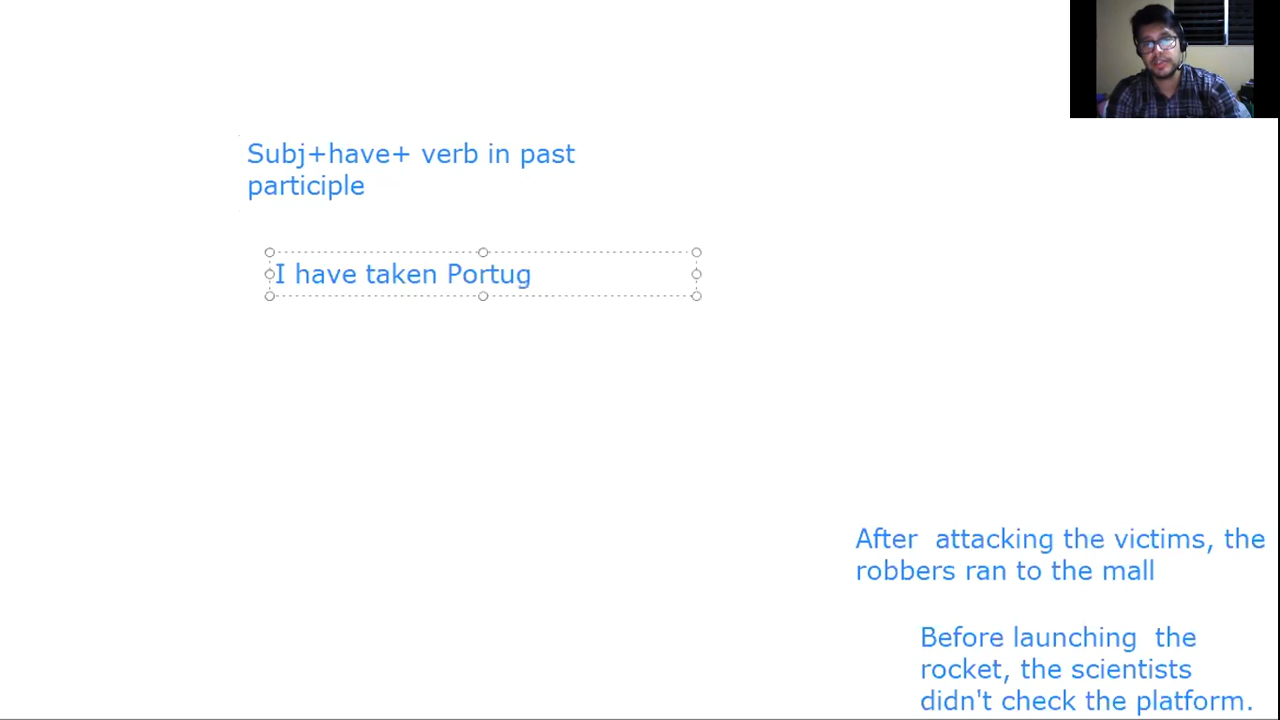 Subj+have+ verb in past
participle
I have taken Portug
After  attacking the victims, the
robbers ran to the mall
Before launching  the
rocket, the scientists
didn't check the platform.